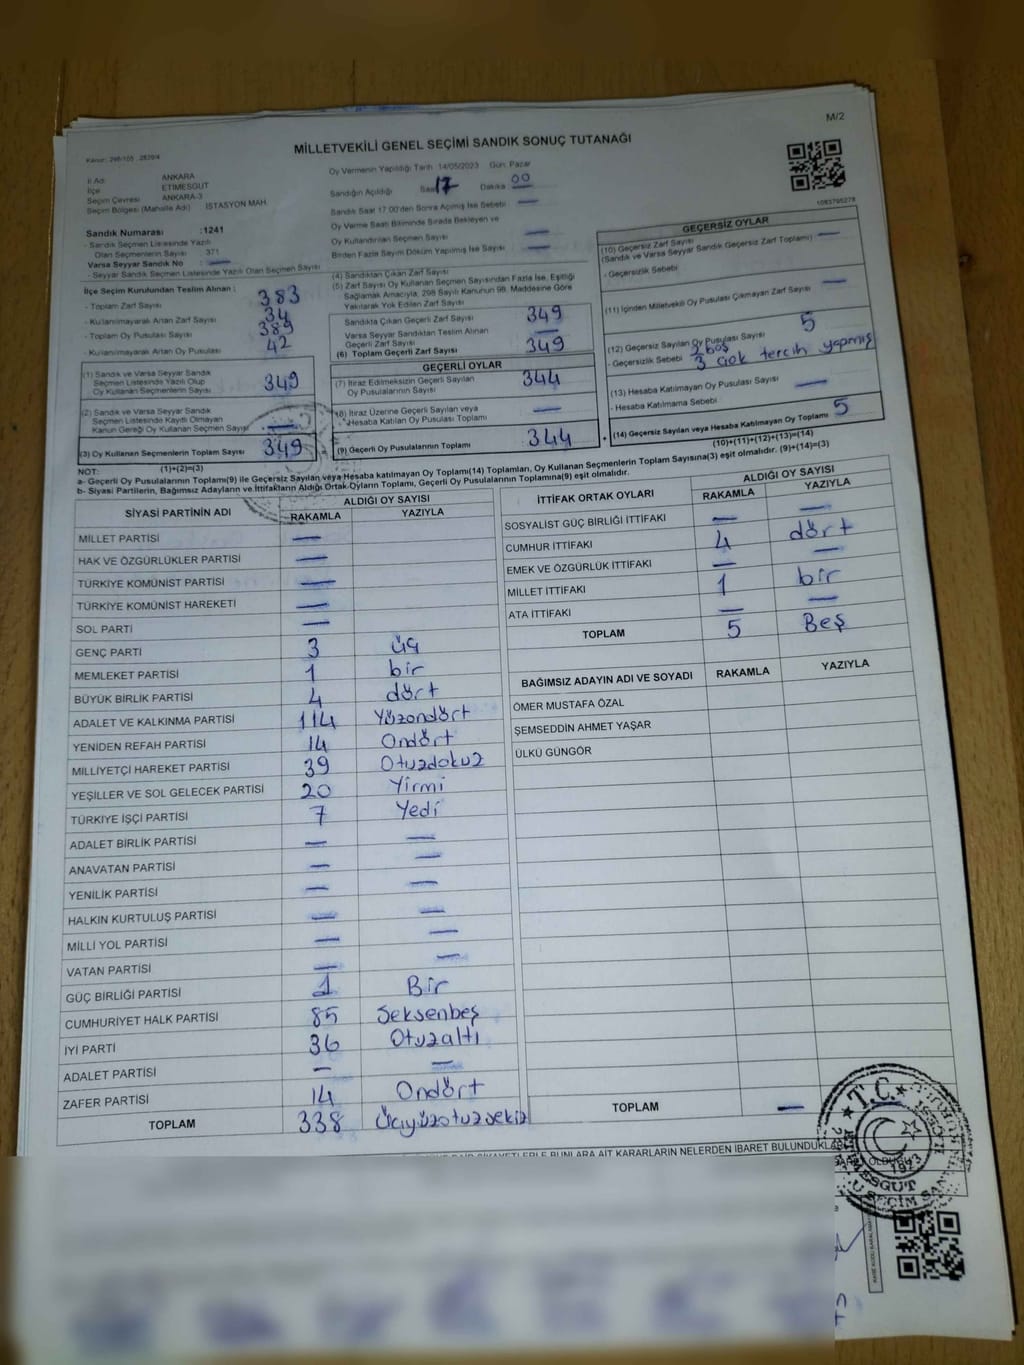 M/2
MİLLETVEKİLİ GENEL SEÇİMİ SANDIK SONUÇ TUTANAĞI
İl Adı ANKARA
İlçe ETİMESGUT
Seçim Çevresi ANKARA-3
Seçim Bölgesi (Mahalle Adı) İSTASYON MAH.
Oy Vermenin Yapıldığı Tarih 14/05/2023 Gün: Pazar
Sandığın Açıldığı Saat 17 Dakika 00
Sandık Saat 17:00'den Sonra Açılmış İse Sebebi —
Oy Verme Saati Bitiminde Sırada Bekleyen ve
Oy Kullandırılan Seçmen Sayısı —
Birden Fazla Sayım Döküm Yapılmış İse Sayısı —
1083795278
Sandık Numarası : 1241
- Sandık Seçmen Listesinde Yazılı
Olan Seçmenlerin Sayısı 371
Varsa Seyyar Sandık No : —
- Seyyar Sandık Seçmen Listesinde Yazılı Olan Seçmen Sayısı
İlçe Seçim Kurulundan Teslim Alınan :
- Toplam Zarf Sayısı 383
- Kullanılmayarak Artan Zarf Sayısı 34
- Toplam Oy Pusulası Sayısı 389
- Kullanılmayarak Artan Oy Pusulası 42
(1) Sandık ve Varsa Seyyar Sandık
Seçmen Listesinde Yazılı Olup
Oy Kullanan Seçmenlerin Sayısı 349
(2) Sandık ve Varsa Seyyar Sandık
Seçmen Listesinde Kayıtlı Olmayan
Kanun Gereği Oy Kullanan Seçmen Sayısı —
(3) Oy Kullanan Seçmenlerin Toplam Sayısı 349
(1)+(2)=(3)
(4) Sandıktan Çıkan Zarf Sayısı
(5) Zarf Sayısı Oy Kullanan Seçmen Sayısından Fazla İse, Eşitliği
Sağlamak Amacıyla, 298 Sayılı Kanunun 98. Maddesine Göre
Yakılarak Yok Edilen Zarf Sayısı
Sandıkta Çıkan Geçerli Zarf Sayısı 349
Varsa Seyyar Sandıktan Teslim Alınan
Geçerli Zarf Sayısı —
(6) Toplam Geçerli Zarf Sayısı 349
GEÇERLİ OYLAR
(7) İtiraz Edilmeksizin Geçerli Sayılan
Oy Pusulasının Sayısı 344
(8) İtiraz Üzerine Geçerli Sayılan veya
Hesaba Katılan Oy Pusulası Toplamı —
(9) Geçerli Oy Pusulalarının Toplamı 344
GEÇERSİZ OYLAR
(10) Geçersiz Zarf Sayısı
(Sandık ve Varsa Seyyar Sandık Geçersiz Zarf Toplamı) —
- Geçersizlik Sebebi
(11) İçinden Milletvekili Oy Pusulası Çıkmayan Zarf Sayısı —
(12) Geçersiz Sayılan Oy Pusulası Sayısı 5
- Geçersizlik Sebebi 2 boş
3 çok tercih yapmış
(13) Hesaba Katılmayan Oy Pusulası Sayısı —
- Hesaba Katılmama Sebebi
(14) Geçersiz Sayılan veya Hesaba Katılmayan Oy Toplamı 5
(10)+(11)+(12)+(13)=(14)
NOT:
a- Geçerli Oy Pusulalarının Toplamı(9) ile Geçersiz Sayılan veya Hesaba katılmayan Oy Toplamı(14) Toplamları, Oy Kullanan Seçmenlerin Toplam Sayısına(3) eşit olmalıdır. (9)+(14)=(3)
b- Siyasi Partilerin, Bağımsız Adayların ve İttifakların Aldığı Ortak Oyların Toplamı, Geçerli Oy Pusulalarının Toplamına(9) eşit olmalıdır.
SİYASİ PARTİNİN ADI ALDIĞI OY SAYISI
RAKAMLA YAZIYLA
MİLLET PARTİSİ —
HAK VE ÖZGÜRLÜKLER PARTİSİ —
TÜRKİYE KOMÜNİST PARTİSİ —
TÜRKİYE KOMÜNİST HAREKETİ —
SOL PARTİ —
GENÇ PARTİ 3 üç
MEMLEKET PARTİSİ 1 bir
BÜYÜK BİRLİK PARTİSİ 4 dört
ADALET VE KALKINMA PARTİSİ 114 Yüzondört
YENİDEN REFAH PARTİSİ 14 Ondört
MİLLİYETÇİ HAREKET PARTİSİ 39 Otuzdokuz
YEŞİLLER VE SOL GELECEK PARTİSİ 20 Yirmi
TÜRKİYE İŞÇİ PARTİSİ 7 Yedi
ADALET BİRLİK PARTİSİ — —
ANAVATAN PARTİSİ — —
YENİLİK PARTİSİ — —
HALKIN KURTULUŞ PARTİSİ — —
MİLLİ YOL PARTİSİ — —
VATAN PARTİSİ — —
GÜÇ BİRLİĞİ PARTİSİ 1 Bir
CUMHURİYET HALK PARTİSİ 85 Seksenbeş
İYİ PARTİ 36 Otuzaltı
ADALET PARTİSİ — —
ZAFER PARTİSİ 14 Ondört
TOPLAM 338 Üçyüzotuzsekiz
İTTİFAK ORTAK OYLARI ALDIĞI OY SAYISI
RAKAMLA YAZIYLA
SOSYALİST GÜÇ BİRLİĞİ İTTİFAKI — —
CUMHUR İTTİFAKI 4 dört
EMEK VE ÖZGÜRLÜK İTTİFAKI — —
MİLLET İTTİFAKI 1 bir
ATA İTTİFAKI — —
TOPLAM 5 Beş
BAĞIMSIZ ADAYIN ADI VE SOYADI RAKAMLA YAZIYLA
ÖMER MUSTAFA ÖZAL
ŞEMSEDDİN AHMET YAŞAR
ÜLKÜ GÜNGÖR
TOPLAM —
BUNLARA AİT KARARLARIN NELERDEN İBARET BULUNDUKLARI
T.C.
1923